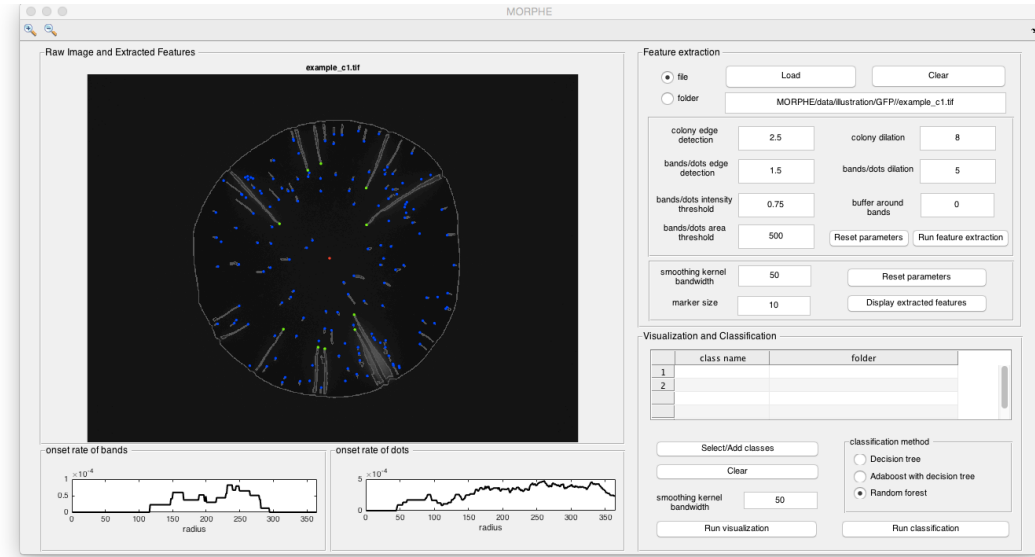 MORPHE
Raw Image and Extracted Features
example_c1.tif
onset rate of bands
×10⁻⁴
1
0.5
0
0 50 100 150 200 250 300 350
radius
onset rate of dots
×10⁻⁴
5
0
0 50 100 150 200 250 300 350
radius
Feature extraction
file
Load
Clear
folder
MORPHE/data/illustration/GFP//example_c1.tif
colony edge
detection
2.5
colony dilation
8
bands/dots edge
detection
1.5
bands/dots dilation
5
bands/dots intensity
threshold
0.75
buffer around
bands
0
bands/dots area
threshold
500
Reset parameters
Run feature extraction
smoothing kernel
bandwidth
50
Reset parameters
marker size
10
Display extracted features
Visualization and Classification
class name
folder
1
2
Select/Add classes
Clear
smoothing kernel
bandwidth
50
Run visualization
classification method
Decision tree
Adaboost with decision tree
Random forest
Run classification